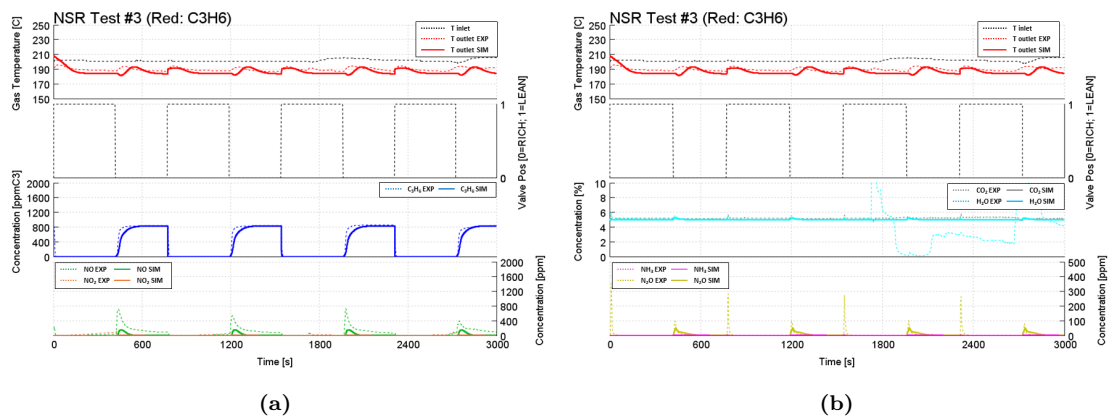 NSR Test #3 (Red: C3H6)
Gas Temperature [C]
250
230
210
190
170
150
T inlet
T outlet EXP
T outlet SIM
Valve Pos [0=RICH; 1=LEAN]
1
0
Concentration [ppmC3]
2000
1600
1200
800
400
0
C₃H₆ EXP C₃H₆ SIM
NO EXP NO SIM
NO₂ EXP NO₂ SIM
Concentration [ppm]
2000
1600
1200
800
400
0
0 600 1200 1800 2400 3000
Time [s]
(a)
NSR Test #3 (Red: C3H6)
Gas Temperature [C]
250
230
210
190
170
150
T inlet
T outlet EXP
T outlet SIM
Valve Pos [0=RICH; 1=LEAN]
1
0
Concentration [%]
10
8
6
4
2
0
CO₂ EXP CO₂ SIM
H₂O EXP H₂O SIM
NH₃ EXP NH₃ SIM
N₂O EXP N₂O SIM
Concentration [ppm]
500
400
300
200
100
0
0 600 1200 1800 2400 3000
Time [s]
(b)